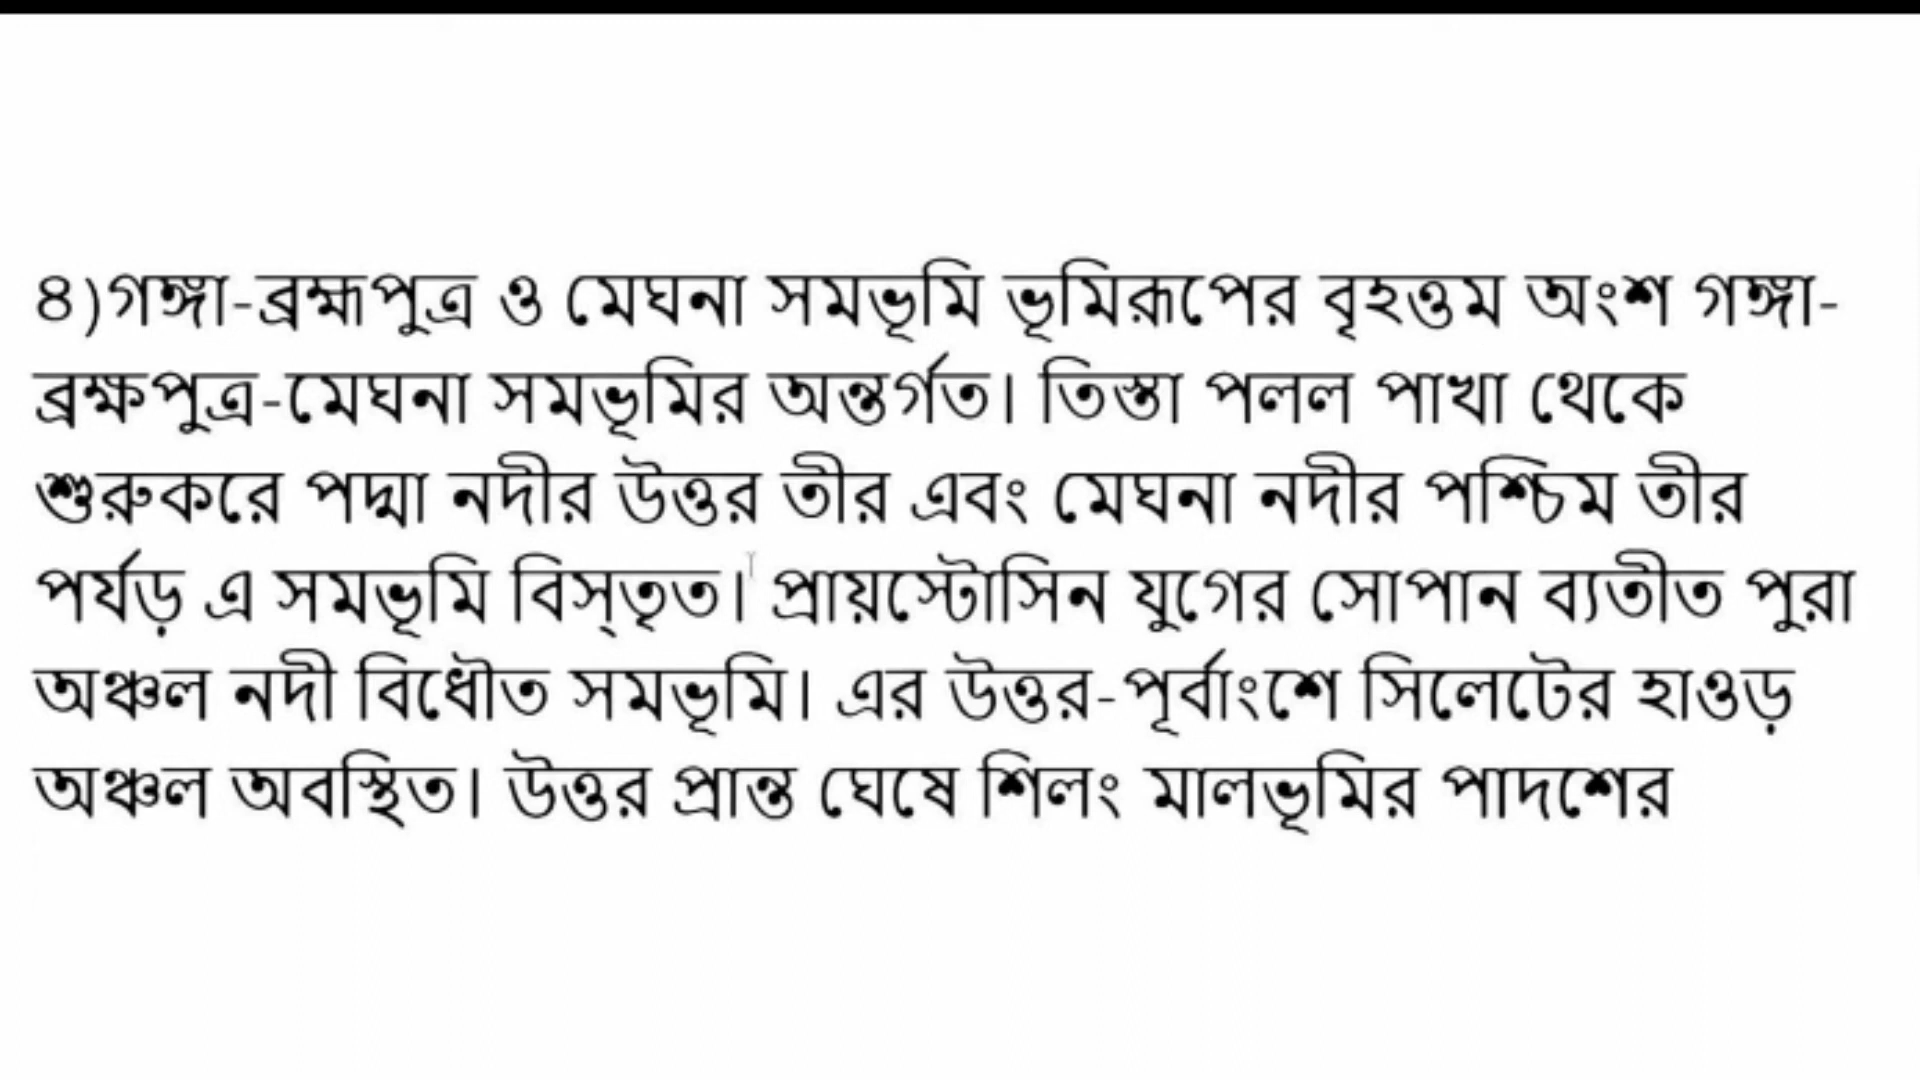 ৪)গঙ্গা-ব্রহ্মপুত্র ও মেঘনা সমভূমি ভূমিরূপের বৃহত্তম অংশ গঙ্গা-
ব্রক্ষপুত্র-মেঘনা সমভূমির অন্তর্গত। তিস্তা পলল পাখা থেকে
শুরুকরে পদ্মা নদীর উত্তর তীর এবং মেঘনা নদীর পশ্চিম তীর
পর্যড় এ সমভূমি বিস্‌তৃত। প্রায়স্টোসিন যুগের সোপান ব্যতীত পুরা
অঞ্চল নদী বিধৌত সমভূমি। এর উত্তর-পূর্বাংশে সিলেটের হাওড়
অঞ্চল অবস্থিত। উত্তর প্রান্ত ঘেষে শিলং মালভূমির পাদশের